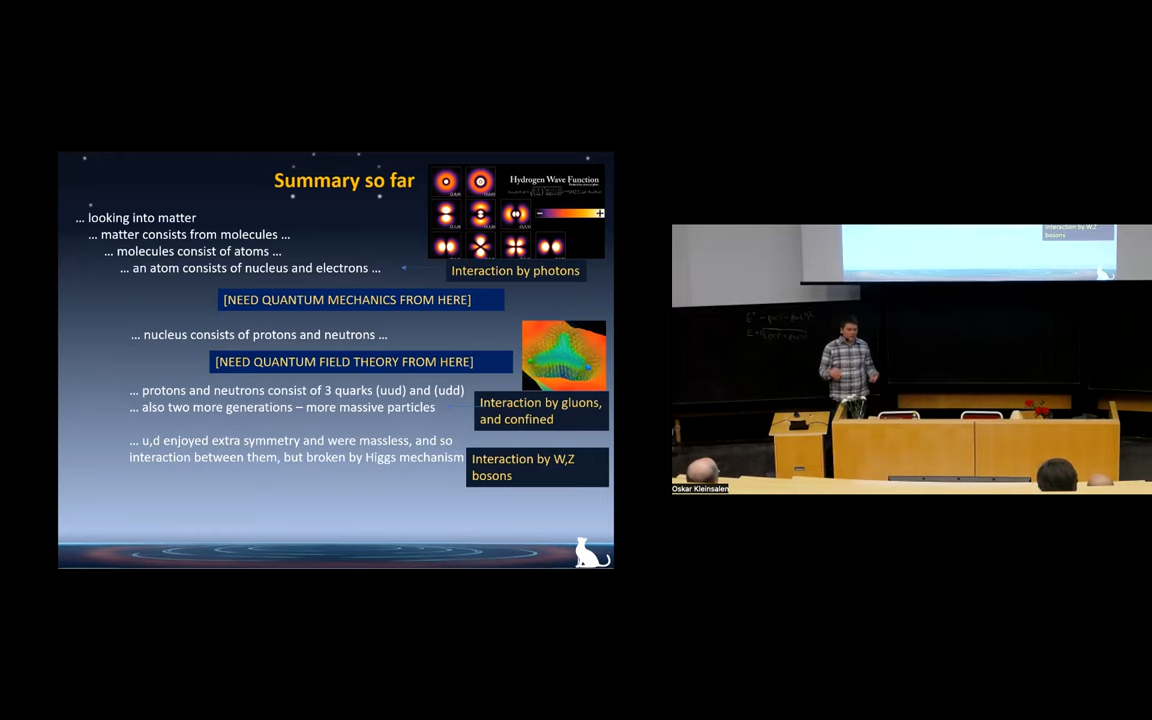 Summary so far
Hydrogen Wave Function
… looking into matter
… matter consists from molecules …
… molecules consist of atoms …
… an atom consists of nucleus and electrons …
Interaction by photons
[NEED QUANTUM MECHANICS FROM HERE]
… nucleus consists of protons and neutrons …
[NEED QUANTUM FIELD THEORY FROM HERE]
… protons and neutrons consist of 3 quarks (uud) and (udd)
… also two more generations – more massive particles
Interaction by gluons,
and confined
… u,d enjoyed extra symmetry and were massless, and so
interaction between them, but broken by Higgs mechanism
Interaction by W,Z
bosons
Interaction by W,Z
bosons
Oskar Kleinsalen